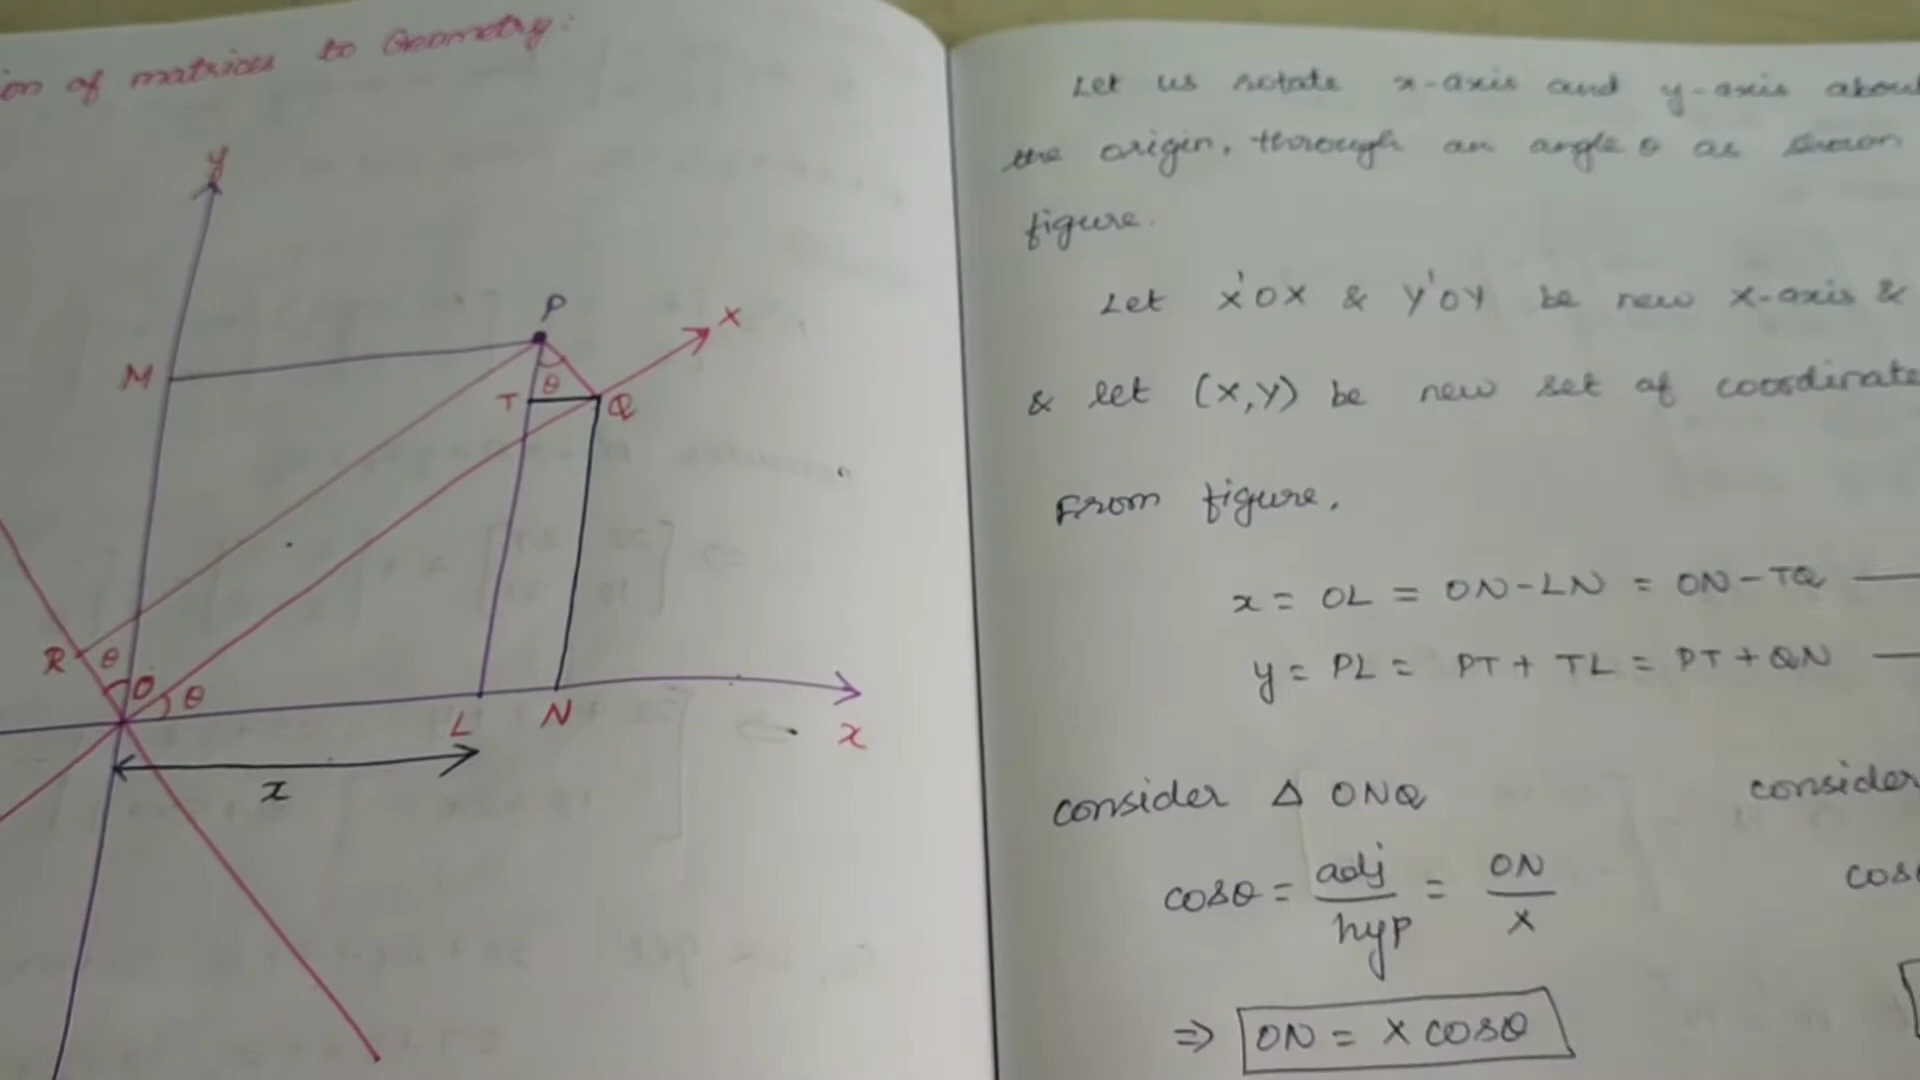 ion of matrices to Geometry:
y
P
X
M
θ
T
Q
R
θ
O
θ
L
N
x
x
Let us rotate x-axis and y-axis about
the origin, through an angle θ as shown
figure.
Let X'OX & Y'OY be new X-axis &
& let (X,Y) be new set of coordinate
From figure,
x = OL = ON-LN = ON-TQ —
y = PL = PT + TL = PT + QN —
consider Δ ONQ
consider
cosθ = adj/hyp = ON/X
cos
⇒ ON = X cosθ